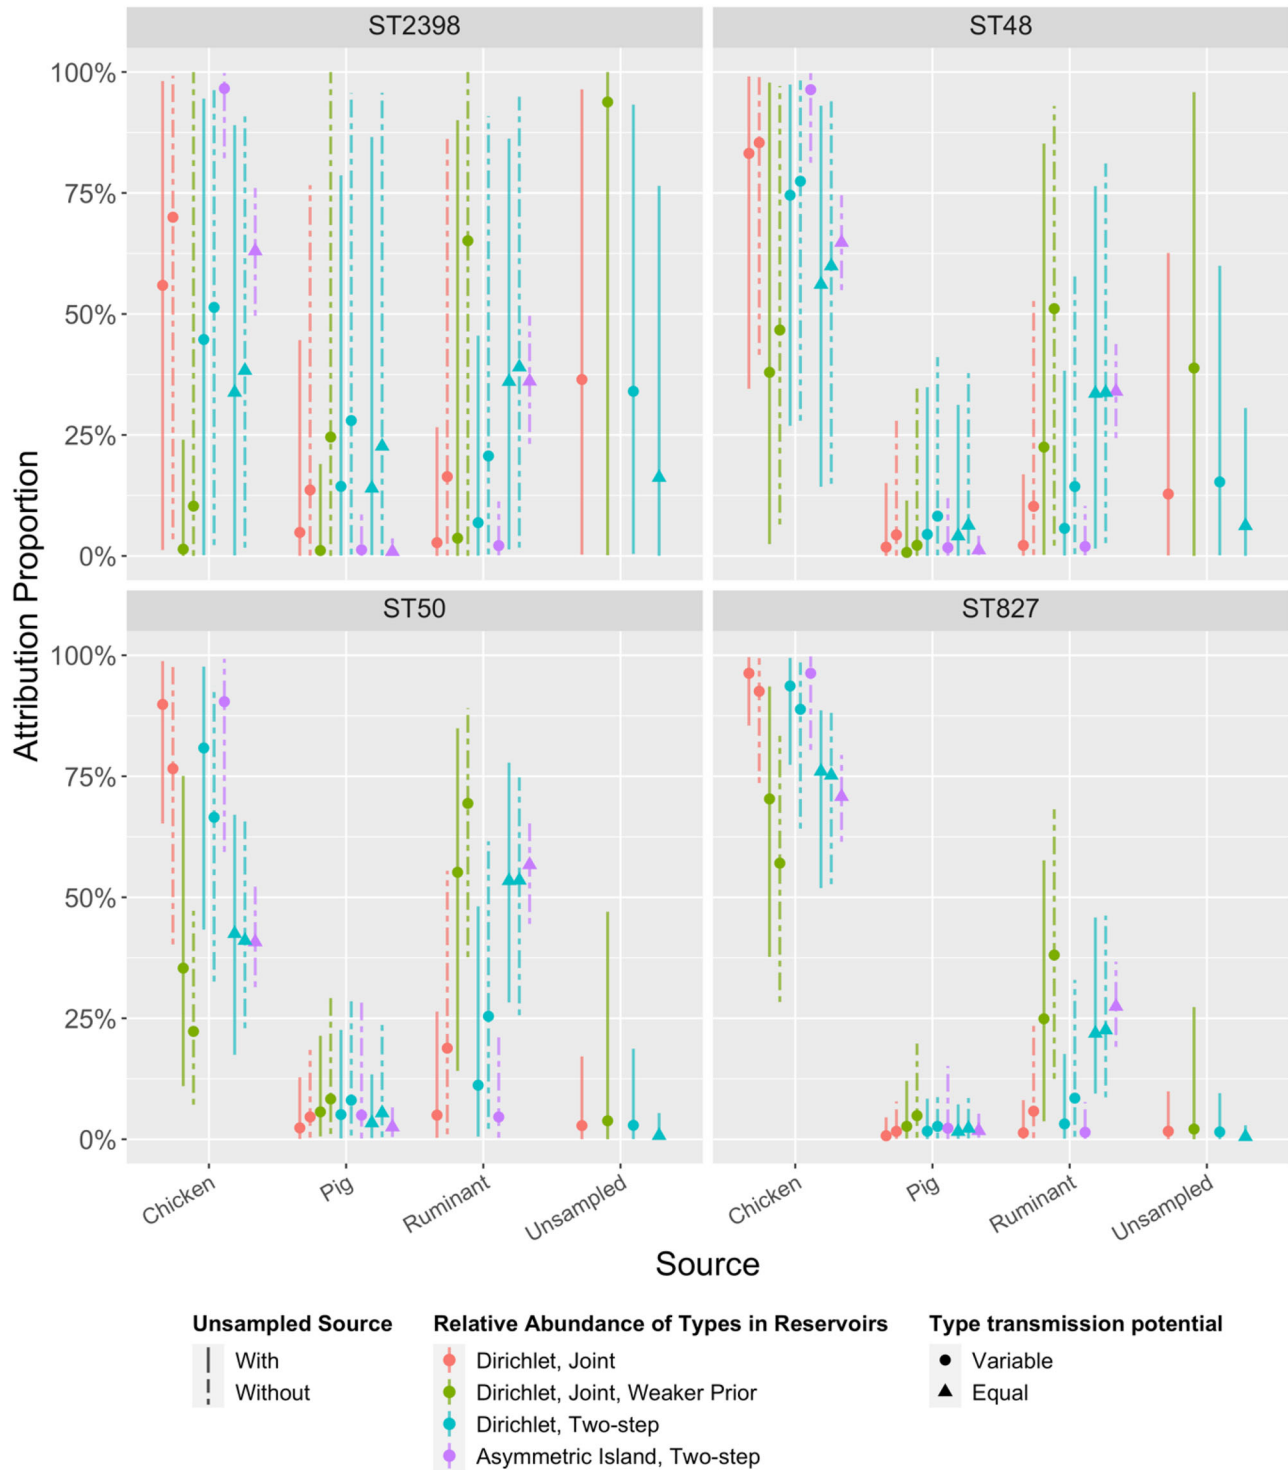 ST2398
ST48
100%
75%
50%
25%
0%
ST50
ST827
100%
75%
50%
25%
0%
Attribution Proportion
Chicken
Pig
Ruminant
Unsampled
Chicken
Pig
Ruminant
Unsampled
Source
Unsampled Source
With
Without
Relative Abundance of Types in Reservoirs
Dirichlet, Joint
Dirichlet, Joint, Weaker Prior
Dirichlet, Two-step
Asymmetric Island, Two-step
Type transmission potential
Variable
Equal